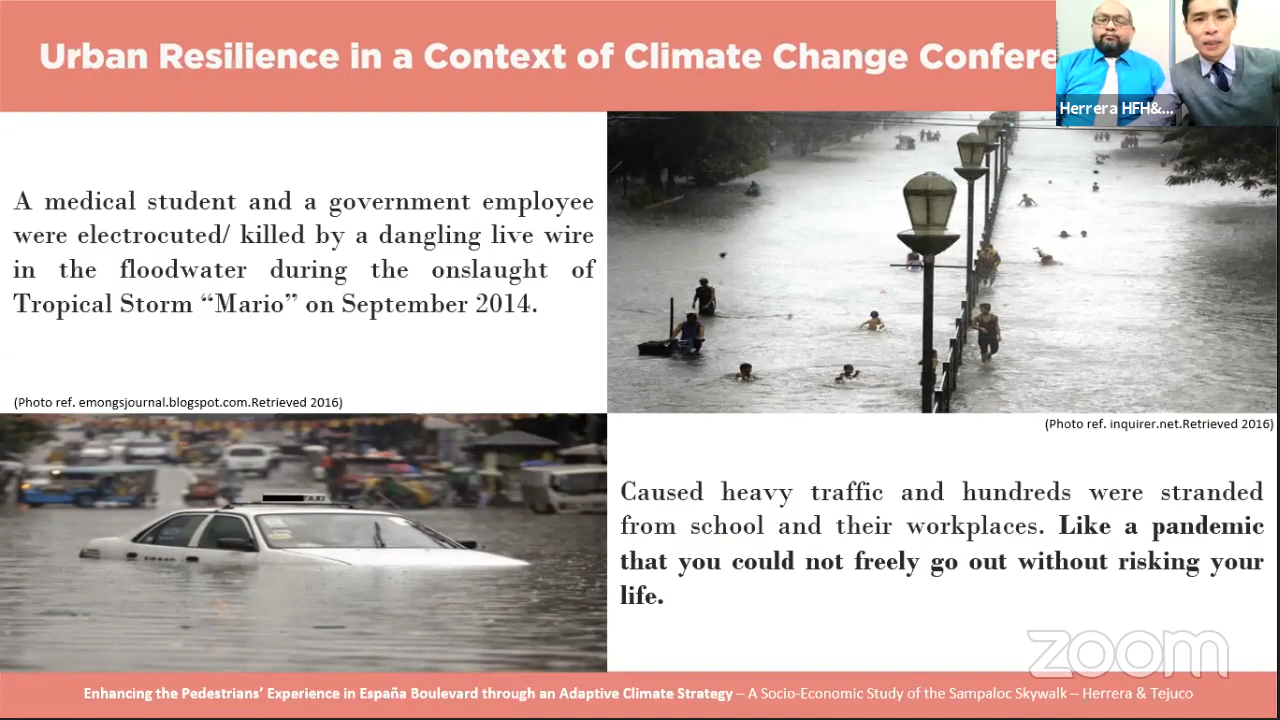 Urban Resilience in a Context of Climate Change Confere
Herrera HFH&...
A medical student and a government employee
were electrocuted/ killed by a dangling live wire
in the floodwater during the onslaught of
Tropical Storm “Mario” on September 2014.
(Photo ref. emongsjournal.blogspot.com.Retrieved 2016)
(Photo ref. inquirer.net.Retrieved 2016)
TAXI
Caused heavy traffic and hundreds were stranded
from school and their workplaces. Like a pandemic
that you could not freely go out without risking your
life.
zoom
Enhancing the Pedestrians’ Experience in España Boulevard through an Adaptive Climate Strategy – A Socio-Economic Study of the Sampaloc Skywalk – Herrera & Tejuco